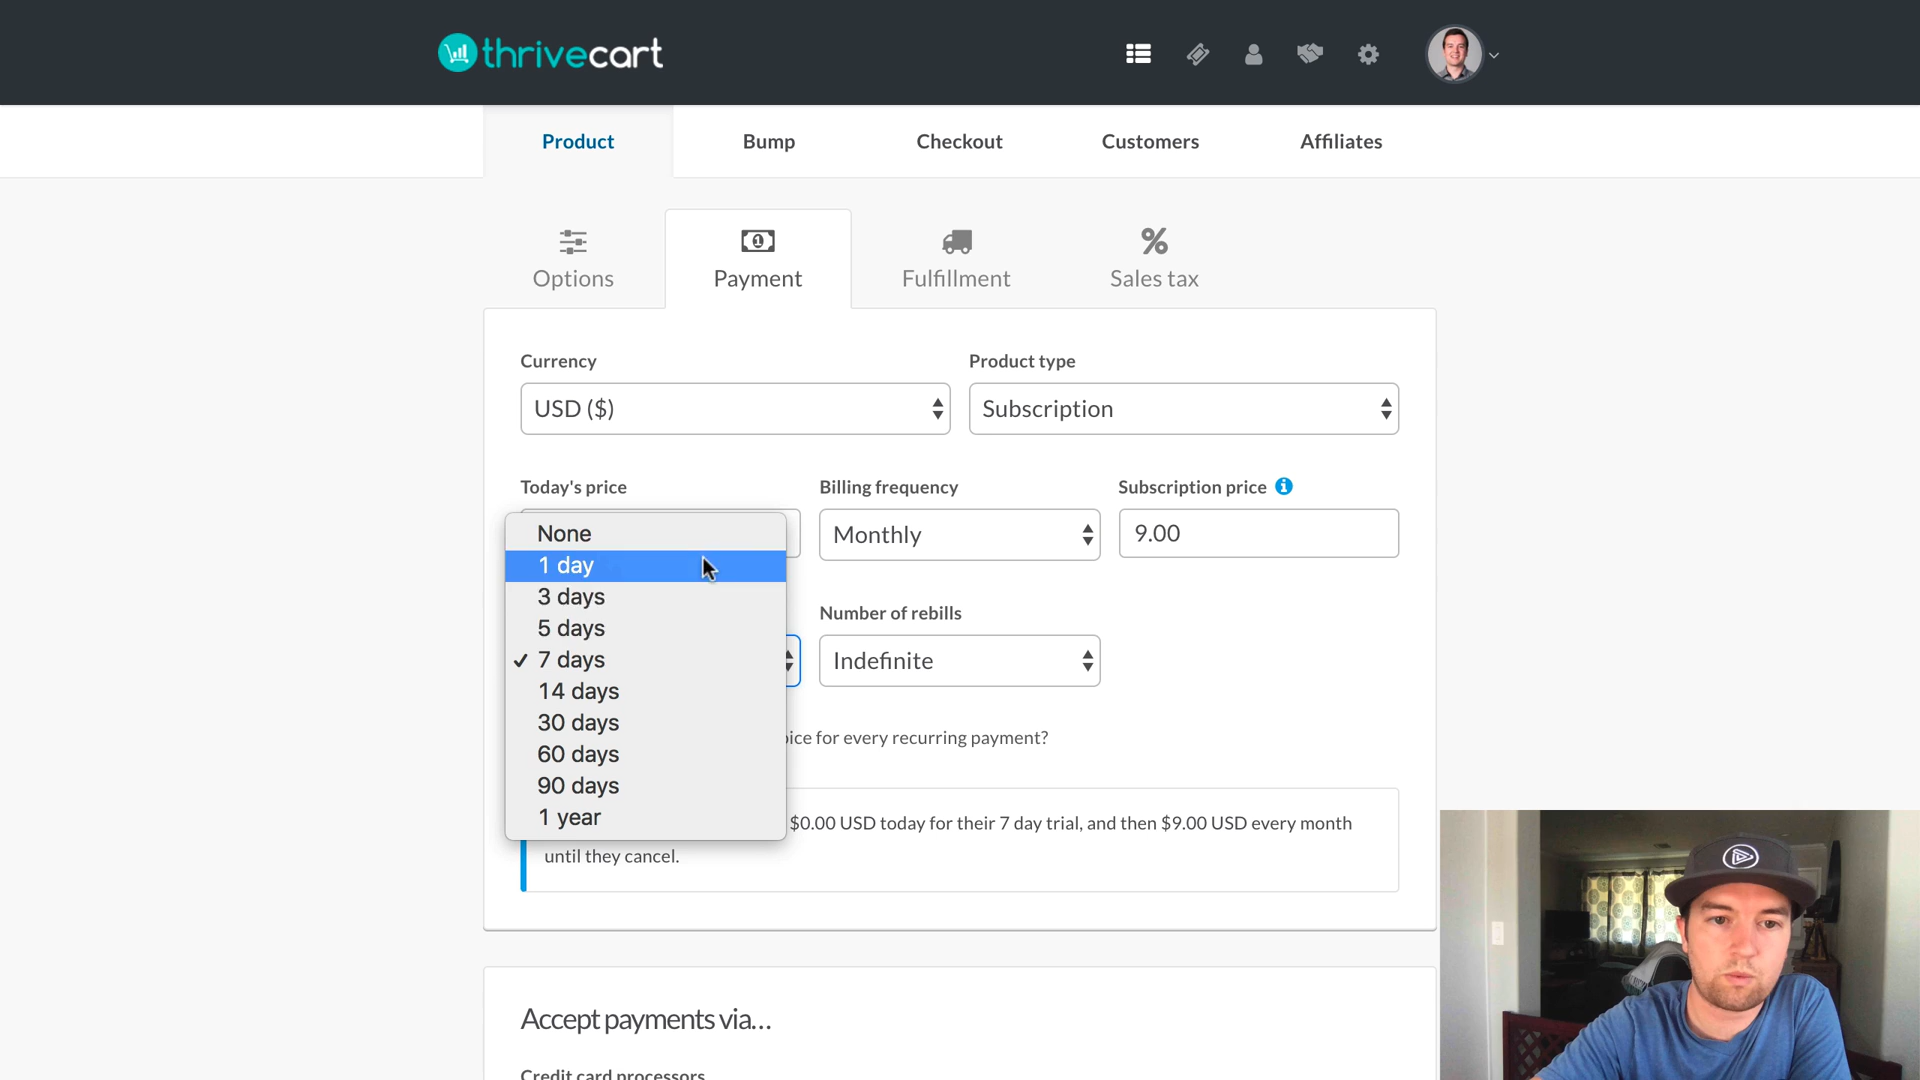 thrivecart
Product
Bump
Checkout
Customers
Affiliates
Options
Payment
Fulfillment
%
Sales tax
Currency
Product type
USD ($)
Subscription
Today's price
Billing frequency
Subscription price
Monthly
9.00
None
1 day
3 days
5 days
✓ 7 days
14 days
30 days
60 days
90 days
1 year
Number of rebills
Indefinite
for every recurring payment?
$0.00 USD today for their 7 day trial, and then $9.00 USD every month
until they cancel.
Accept payments via...
Credit card processors